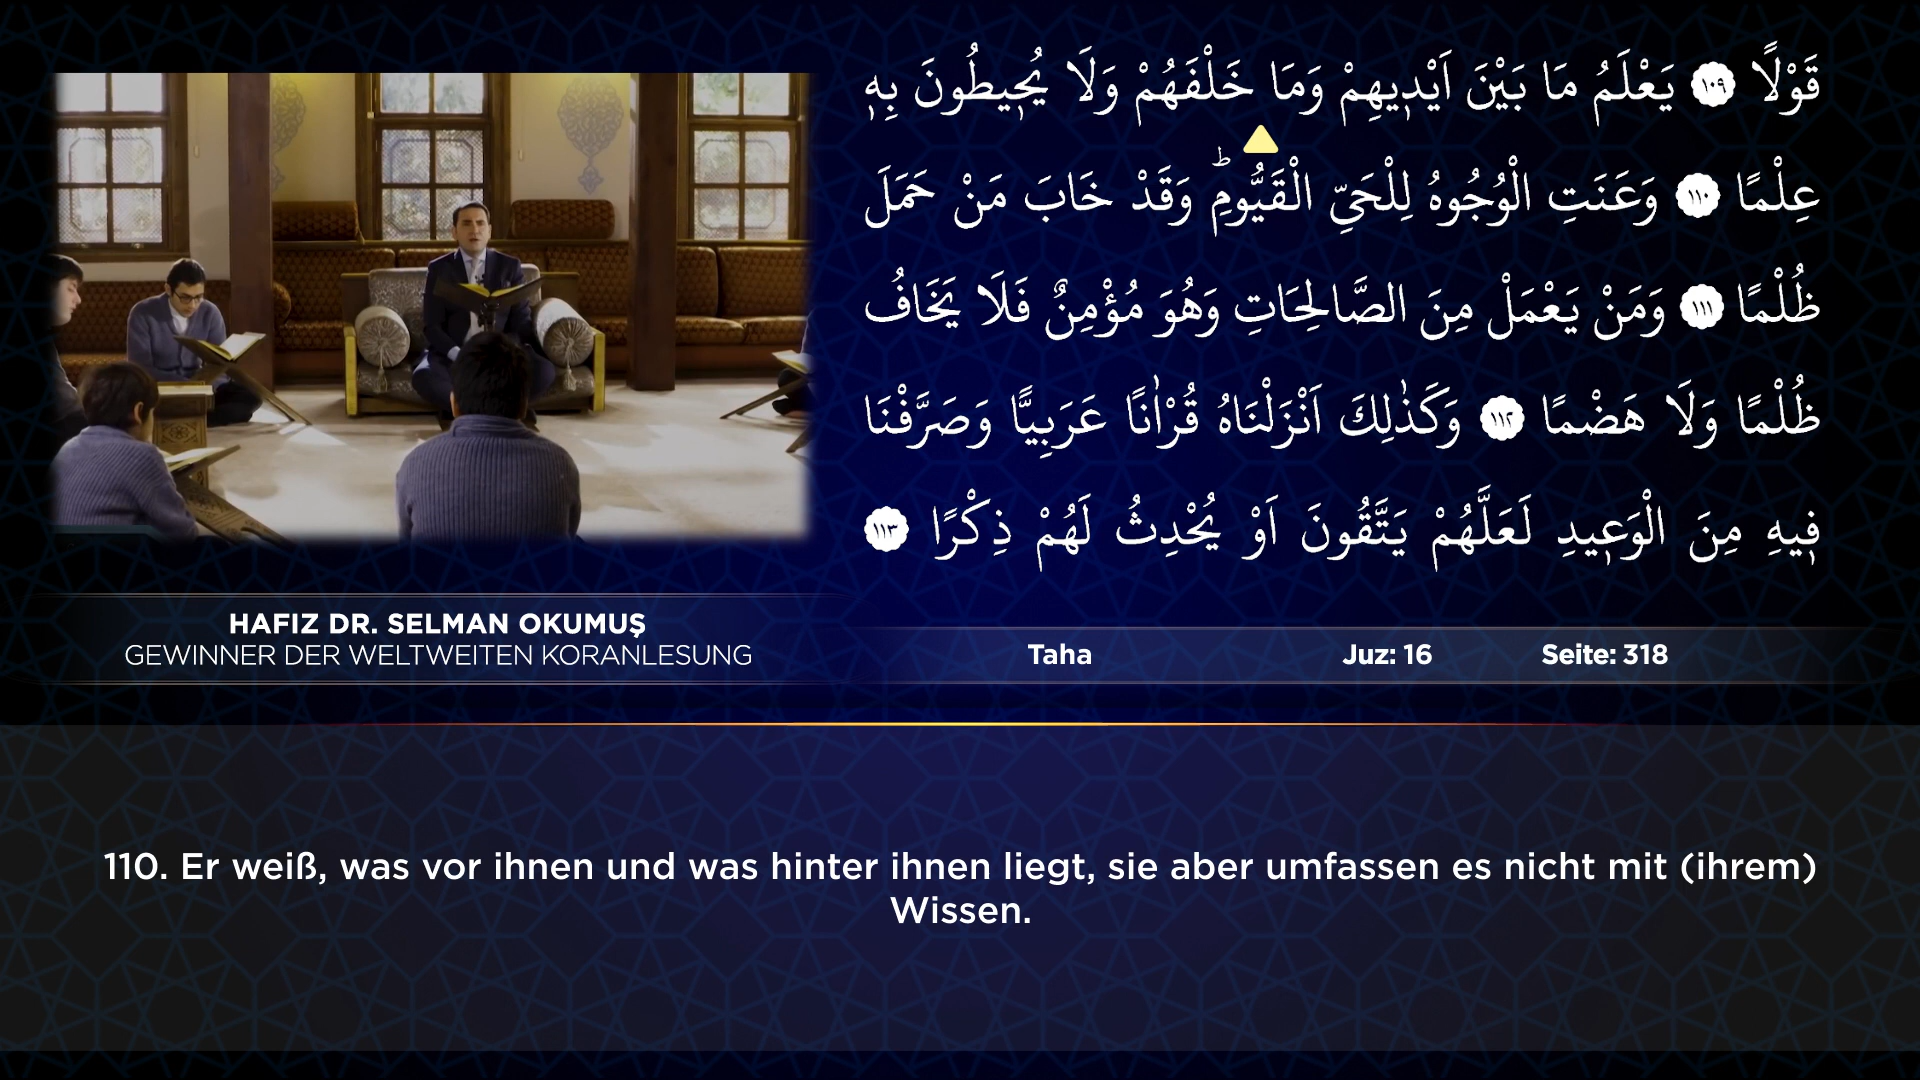 قَوْلًا ﴿١٠٩﴾ يَعْلَمُ مَا بَيْنَ اَيْدٖيهِمْ وَمَا خَلْفَهُمْ وَلَا يُحٖيطُونَ بِهٖ
عِلْمًا ﴿١١٠﴾ وَعَنَتِ الْوُجُوهُ لِلْحَيِّ الْقَيُّومِؕ وَقَدْ خَابَ مَنْ حَمَلَ
ظُلْمًا ﴿١١١﴾ وَمَنْ يَعْمَلْ مِنَ الصَّالِحَاتِ وَهُوَ مُؤْمِنٌ فَلَا يَخَافُ
ظُلْمًا وَلَا هَضْمًا ﴿١١٢﴾ وَكَذٰلِكَ اَنْزَلْنَاهُ قُرْاٰنًا عَرَبِيًّا وَصَرَّفْنَا
فٖيهِ مِنَ الْوَعٖيدِ لَعَلَّهُمْ يَتَّقُونَ اَوْ يُحْدِثُ لَهُمْ ذِكْرًا ﴿١١٣﴾
HAFIZ DR. SELMAN OKUMUŞ
GEWINNER DER WELTWEITEN KORANLESUNG
Taha Juz: 16 Seite: 318
110. Er weiß, was vor ihnen und was hinter ihnen liegt, sie aber umfassen es nicht mit (ihrem)
Wissen.